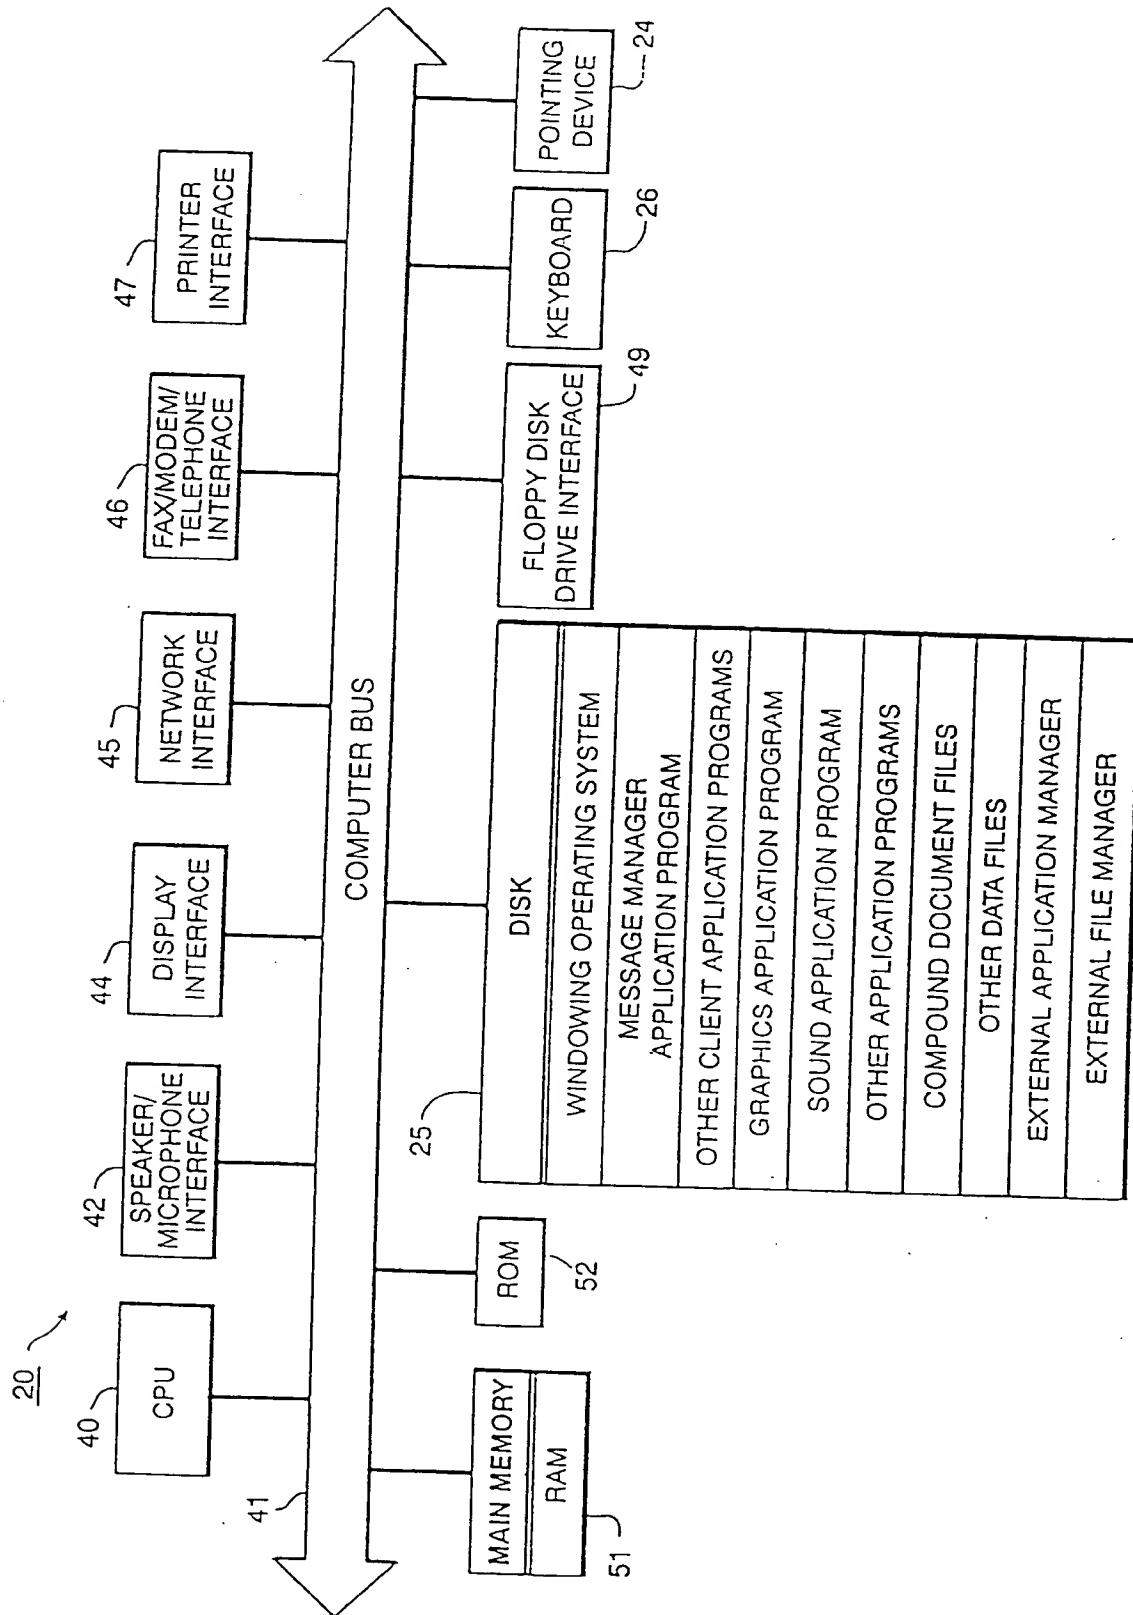 20
40
CPU
42
SPEAKER/
MICROPHONE
INTERFACE
44
DISPLAY
INTERFACE
45
NETWORK
INTERFACE
46
FAX/MODEM/
TELEPHONE
INTERFACE
47
PRINTER
INTERFACE
41
COMPUTER BUS
MAIN MEMORY
RAM
51
ROM
52
25
DISK
WINDOWING OPERATING SYSTEM
MESSAGE MANAGER
APPLICATION PROGRAM
OTHER CLIENT APPLICATION PROGRAMS
GRAPHICS APPLICATION PROGRAM
SOUND APPLICATION PROGRAM
OTHER APPLICATION PROGRAMS
COMPOUND DOCUMENT FILES
OTHER DATA FILES
EXTERNAL APPLICATION MANAGER
EXTERNAL FILE MANAGER
FLOPPY DISK
DRIVE INTERFACE
49
KEYBOARD
26
POINTING
DEVICE
24